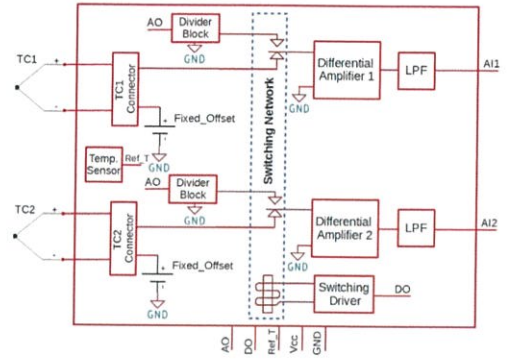 AO
Divider
Block
GND
TC1
+
-
TC1
Connector
Fixed_Offset
+
-
GND
Switching Network
Differential
Amplifier 1
GND
LPF
AI1
Temp.
Sensor
Ref_T
AO
Divider
Block
GND
TC2
+
-
TC2
Connector
Fixed_Offset
+
-
GND
Differential
Amplifier 2
GND
LPF
AI2
Switching
Driver
DO
AO
DO
Ref_T
Vcc
GND